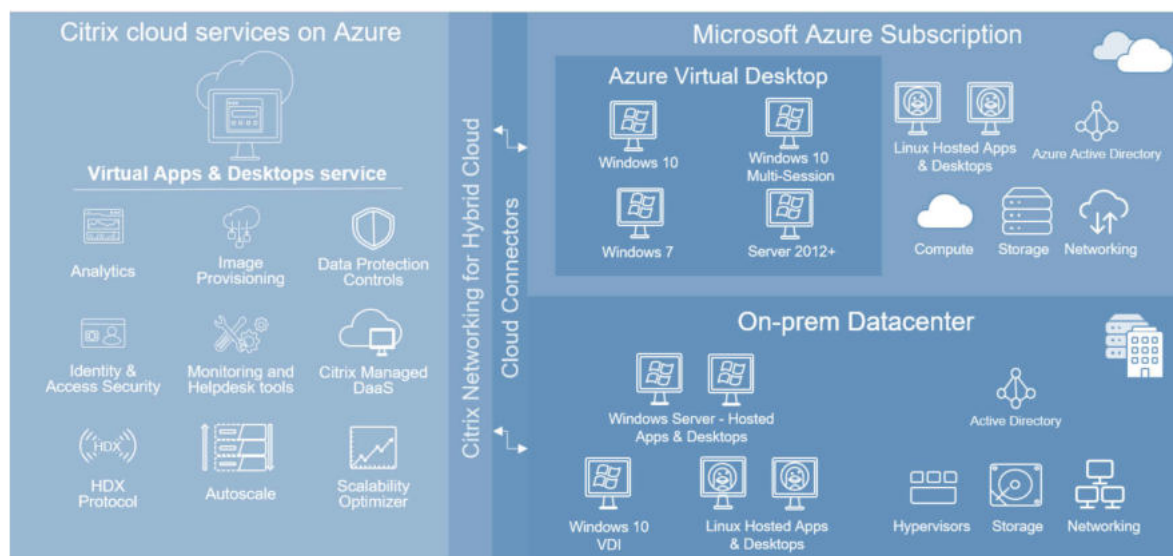 Citrix cloud services on Azure
Virtual Apps & Desktops service
Analytics
Image
Provisioning
Data Protection
Controls
Identity &
Access Security
Monitoring and
Helpdesk tools
Citrix Managed
DaaS
HDX
HDX
Protocol
Autoscale
Scalability
Optimizer
Citrix Networking for Hybrid Cloud
Cloud Connectors
Microsoft Azure Subscription
Azure Virtual Desktop
Windows 10
Windows 10
Multi-Session
Windows 7
Server 2012+
Linux Hosted Apps
& Desktops
Azure Active Directory
Compute
Storage
Networking
On-prem Datacenter
Windows Server - Hosted
Apps & Desktops
Active Directory
Windows 10
VDI
Linux Hosted Apps
& Desktops
Hypervisors
Storage
Networking